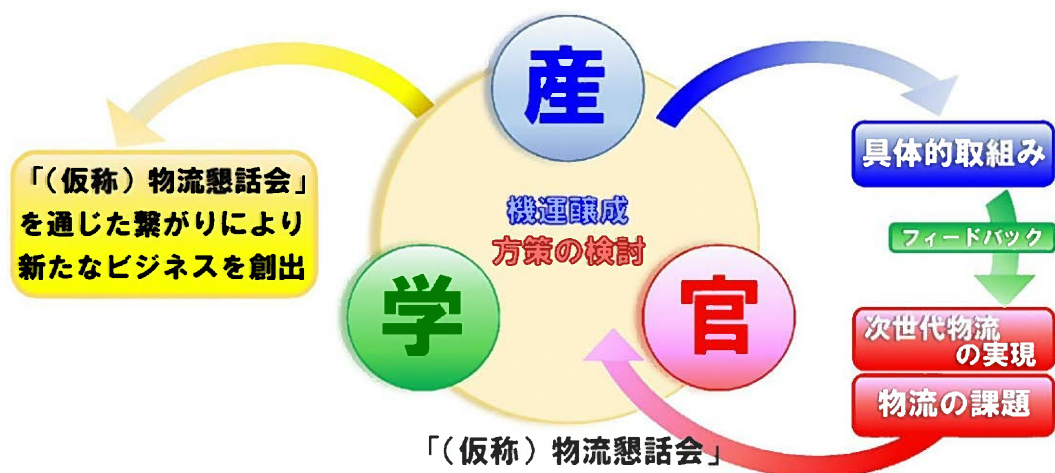 産
「(仮称)物流懇話会」
を通じた繋がりにより
新たなビジネスを創出
機運醸成
方策の検討
学
官
具体的取組み
フィードバック
次世代物流
の実現
物流の課題
「(仮称)物流懇話会」